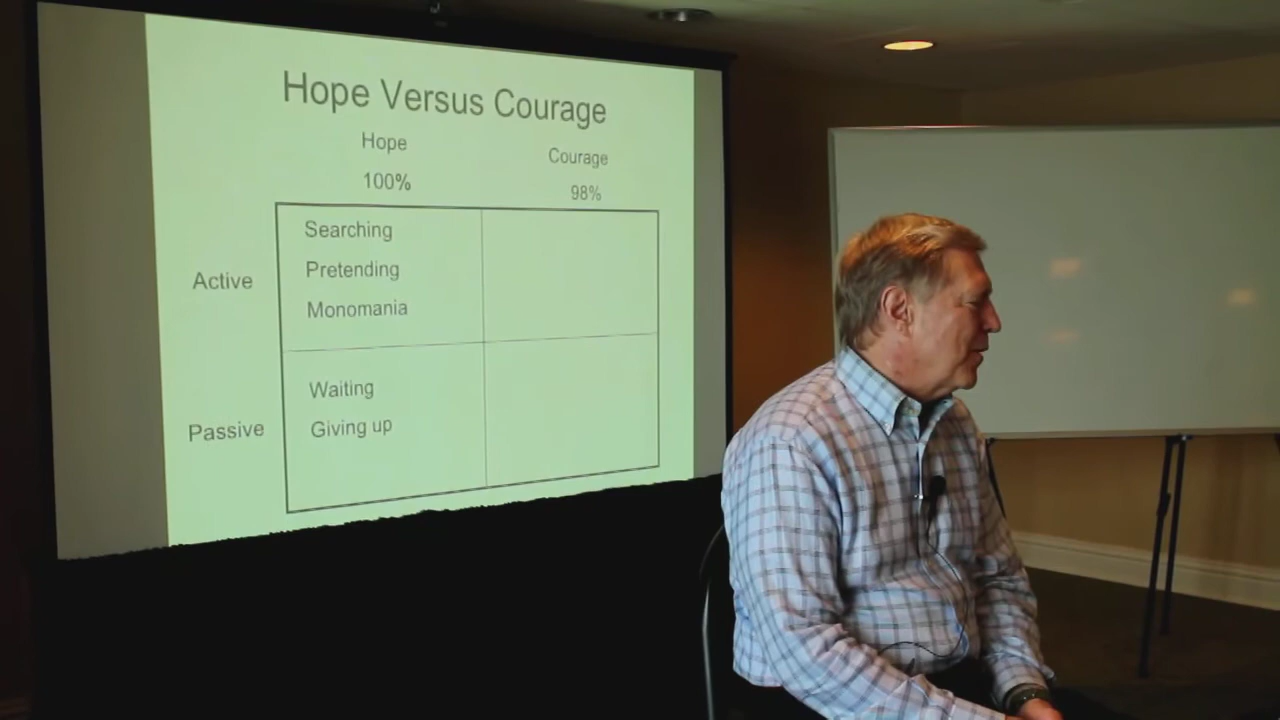 Hope Versus Courage
Hope
Courage
100%
98%
Active
Searching
Pretending
Monomania
Passive
Waiting
Giving up